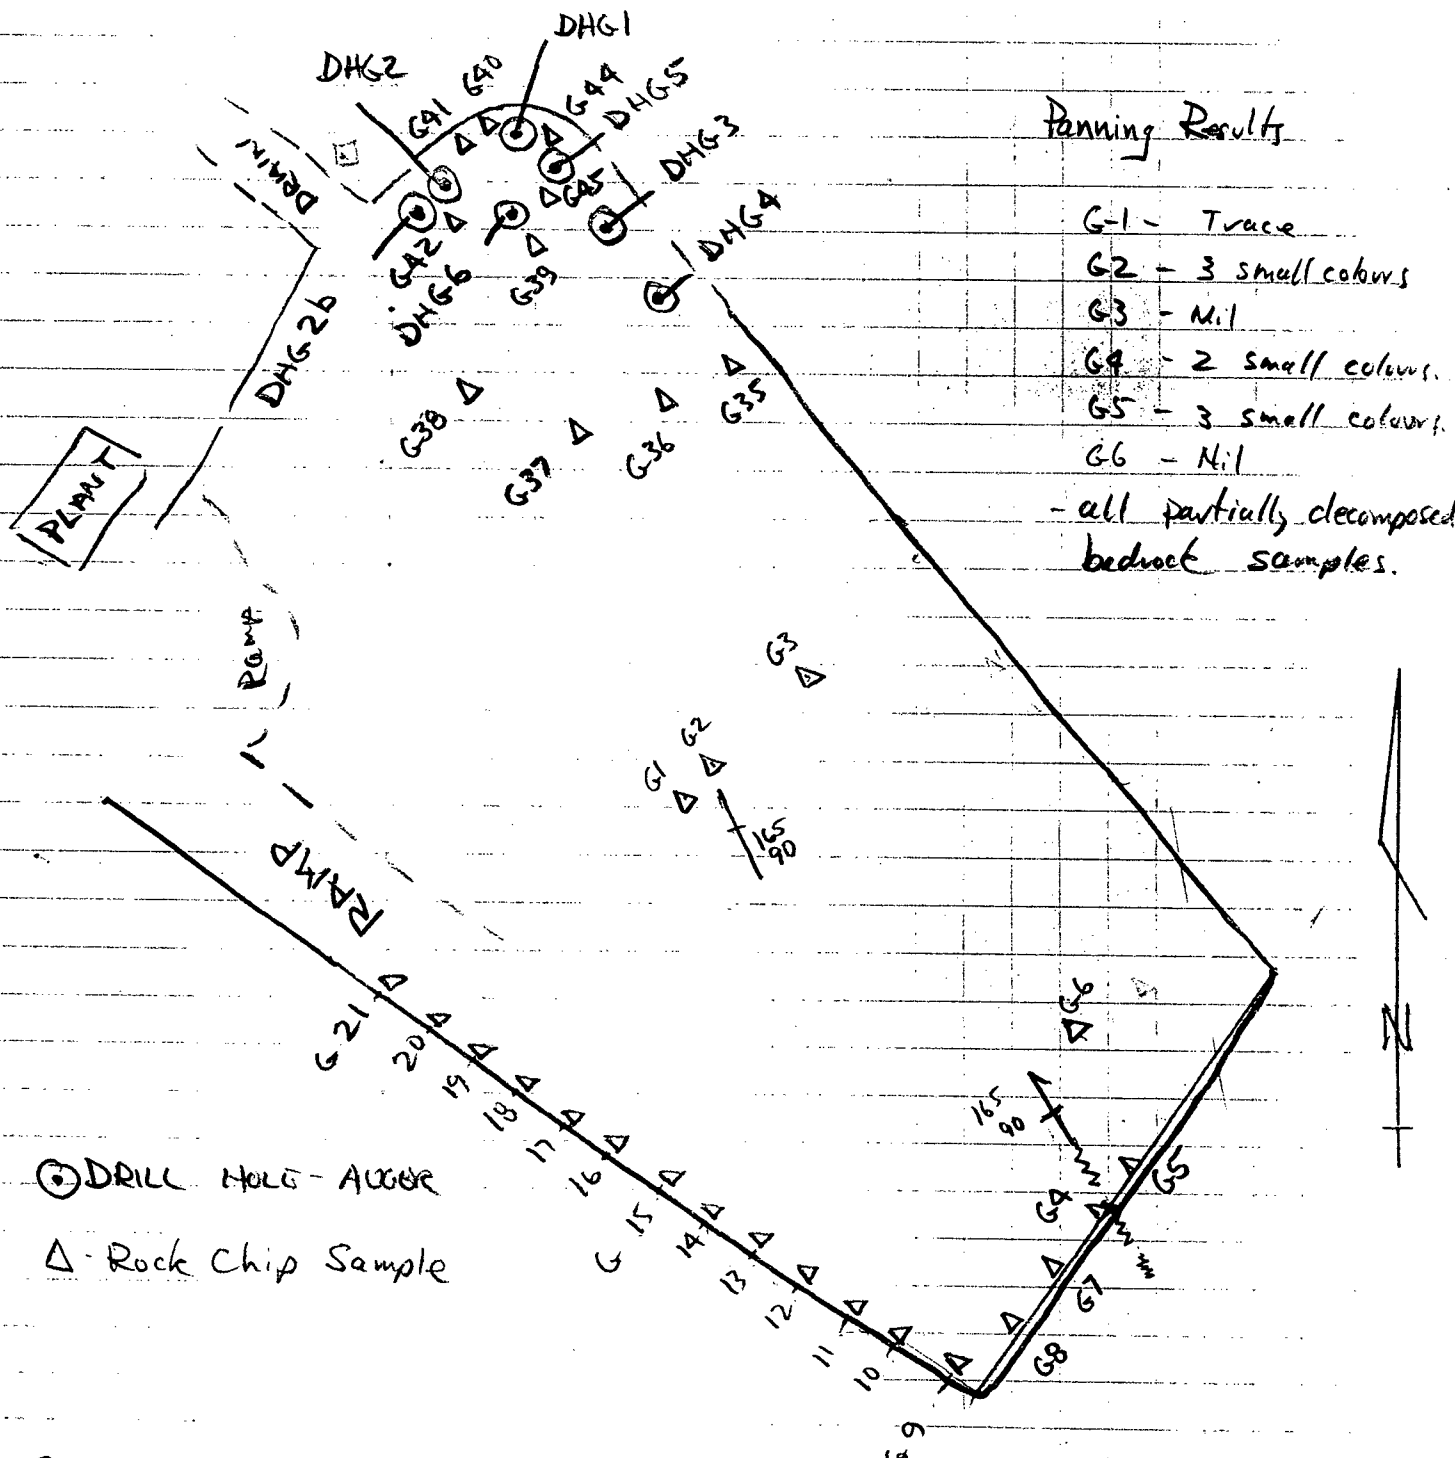 DHG1
DHG2
G40
G41
G44
DHG5
DHG3
G45
DRAIN
DHG4
G42
DHG6
G39
DHG2b
G38
G37
G36
G35
PLANT
Panning Results
G-1 - Trace
G2 - 3 small colours
G3 - Nil
G4 - 2 small colours.
G5 - 3 small colours.
G6 - Nil
- all partially decomposed
bedrock samples.
Ramp
G3
G2
G1
165
90
RAMP
G6
165
90
N
G5
G4
G7
G8
G 21
20
19
18
17
16
G 15
14
13
12
11
10
9
DRILL HOLE - AUGER
Δ - Rock Chip Sample